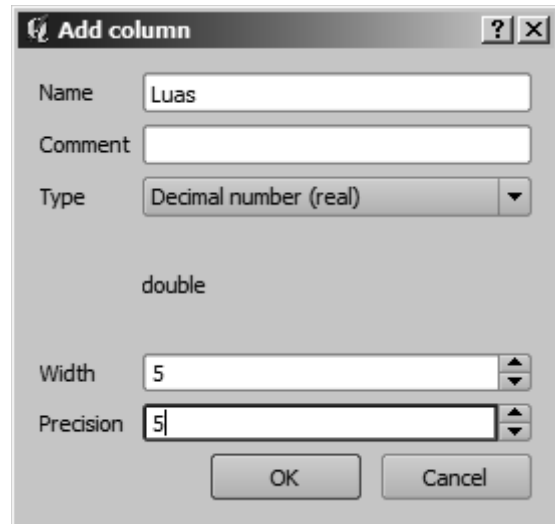 Add column
Name Luas
Comment
Type Decimal number (real)
double
Width 5
Precision 5
OK Cancel